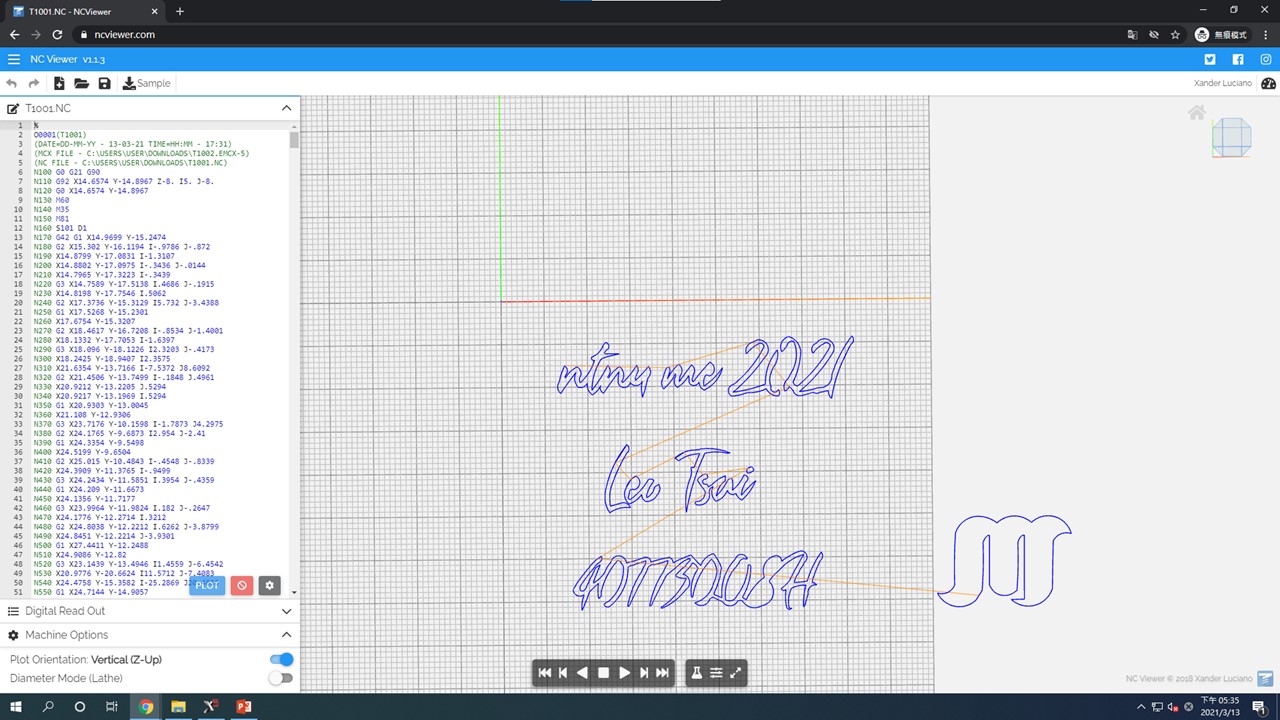 T1001.NC - NCViewer
ncviewer.com
無痕模式
NC Viewer v1.1.3
Sample
Xander Luciano
T1001.NC
1 %
2 O0001(T1001)
3 (DATE=DD-MM-YY - 13-03-21 TIME=HH:MM - 17:31)
4 (MCX FILE - C:\USERS\USER\DOWNLOADS\T1002.EMCX-5)
5 (NC FILE - C:\USERS\USER\DOWNLOADS\T1001.NC)
6 N100 G0 G21 G90
7 N110 G92 X14.6574 Y-14.8967 Z-8. I5. J-8.
8 N120 G0 X14.6574 Y-14.8967
9 N130 M60
10 N140 M35
11 N150 M81
12 N160 S101 D1
13 N170 G42 G1 X14.9699 Y-15.2474
14 N180 G2 X15.302 Y-16.1194 I-.9786 J-.872
15 N190 X14.8799 Y-17.0831 I-1.3107
16 N200 X14.8802 Y-17.0975 I-.3436 J-.0144
17 N210 X14.7965 Y-17.3223 I-.3439
18 N220 G3 X14.7589 Y-17.5138 I.4686 J-.1915
19 N230 X14.8198 Y-17.7546 I.5062
20 N240 G2 X17.3736 Y-15.3129 I5.732 J-3.4388
21 N250 G1 X17.5268 Y-15.2301
22 N260 X17.6754 Y-15.3207
23 N270 G2 X18.4617 Y-16.7208 I-.8534 J-1.4001
24 N280 X18.1332 Y-17.7053 I-1.6397
25 N290 G3 X18.096 Y-18.1226 I2.3203 J-.4173
26 N300 X18.2425 Y-18.9407 I2.3575
27 N310 X21.6354 Y-13.7166 I-7.5372 J8.6092
28 N320 G2 X21.4506 Y-13.7499 I-.1848 J.4961
29 N330 X20.9212 Y-13.2205 J.5294
30 N340 X20.9217 Y-13.1969 I.5294
31 N350 G1 X20.9303 Y-13.0045
32 N360 X21.108 Y-12.9306
33 N370 G3 X23.7176 Y-10.1598 I-1.7873 J4.2975
34 N380 G2 X24.1765 Y-9.6873 I2.954 J-2.41
35 N390 G1 X24.3354 Y-9.5498
36 N400 X24.5199 Y-9.6504
37 N410 G2 X25.015 Y-10.4843 I-.4548 J-.8339
38 N420 X24.3909 Y-11.3765 I-.9499
39 N430 G3 X24.2434 Y-11.5851 I.3954 J-.4359
40 N440 G1 X24.209 Y-11.6673
41 N450 X24.1356 Y-11.7177
42 N460 G3 X23.9964 Y-11.9824 I.182 J-.2647
43 N470 X24.1776 Y-12.2714 I.3212
44 N480 G2 X24.8038 Y-12.2212 I.6262 J-3.8799
45 N490 X24.8451 Y-12.2214 J-3.9301
46 N500 G1 X27.4411 Y-12.2488
47 N510 X24.9086 Y-12.82
48 N520 G3 X23.1439 Y-13.4946 I1.4559 J-6.4542
49 N530 X20.9776 Y-20.6624 I11.5712 J-7.4083
50 N540 X24.4758 Y-15.3582 I-25.2869
51 N550 G1 X24.7144 Y-14.9057
PLOT
Digital Read Out
Machine Options
Plot Orientation: Vertical (Z-Up)
Diameter Mode (Lathe)
ntny mc 2021
Leo Tsai
40773020SH
NC Viewer © 2018 Xander Luciano
下午 05:35
2021/3/13
1